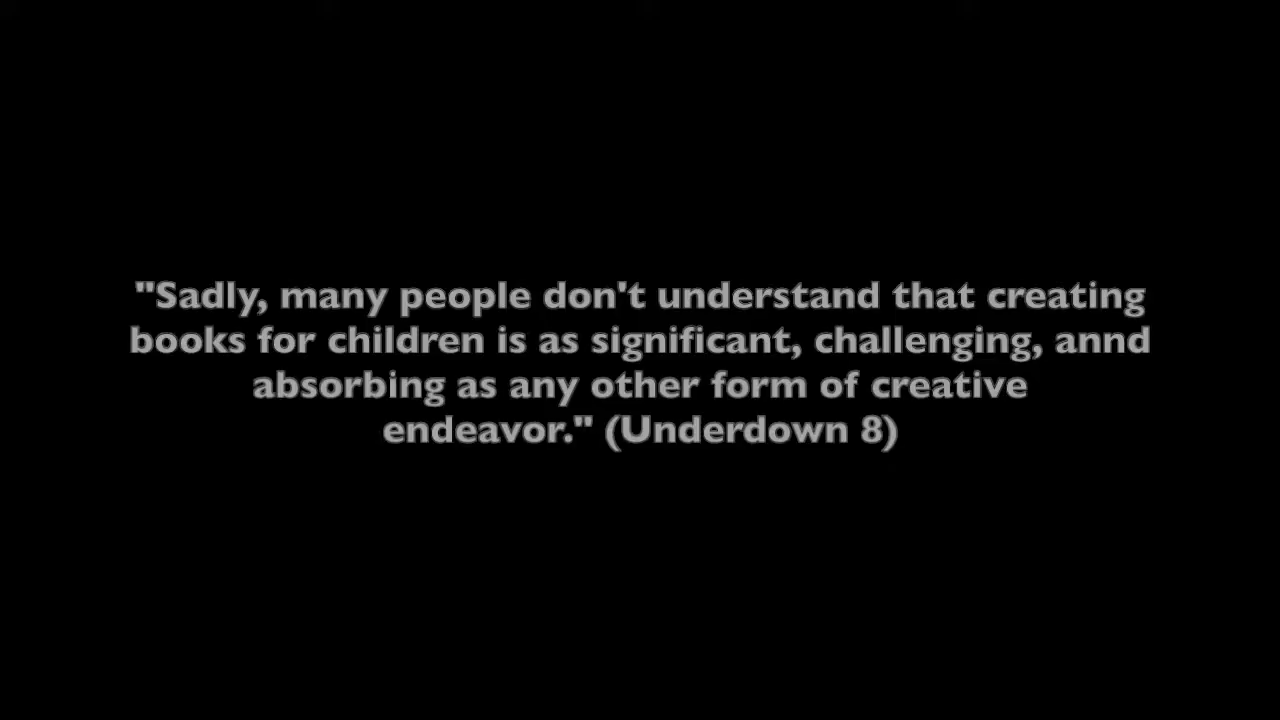 "Sadly, many people don't understand that creating
books for children is as significant, challenging, annd
absorbing as any other form of creative
endeavor." (Underdown 8)